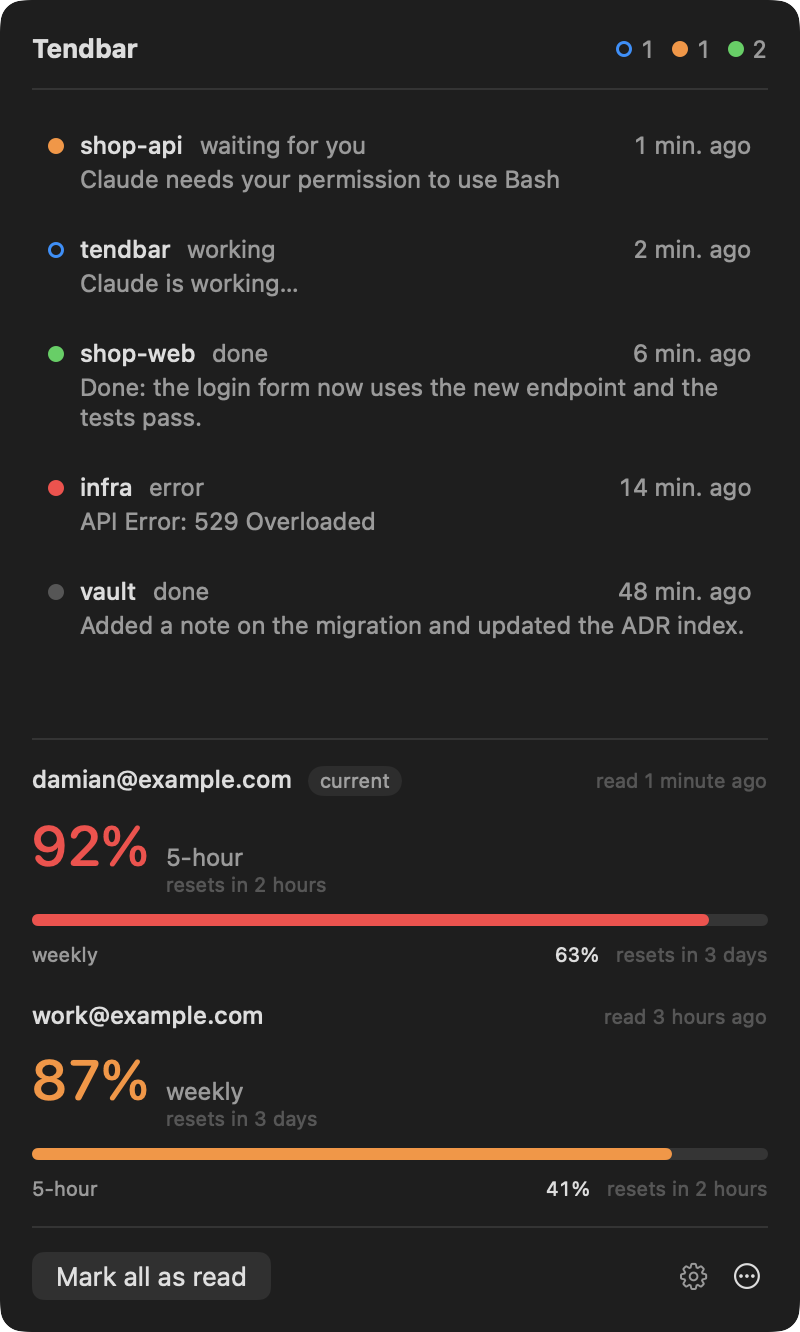 Tendbar 1 1 2
shop-api waiting for you 1 min. ago
Claude needs your permission to use Bash
tendbar working 2 min. ago
Claude is working...
shop-web done 6 min. ago
Done: the login form now uses the new endpoint and the
tests pass.
infra error 14 min. ago
API Error: 529 Overloaded
vault done 48 min. ago
Added a note on the migration and updated the ADR index.
damian@example.com current read 1 minute ago
92% 5-hour
resets in 2 hours
weekly 63% resets in 3 days
work@example.com read 3 hours ago
87% weekly
resets in 3 days
5-hour 41% resets in 2 hours
Mark all as read